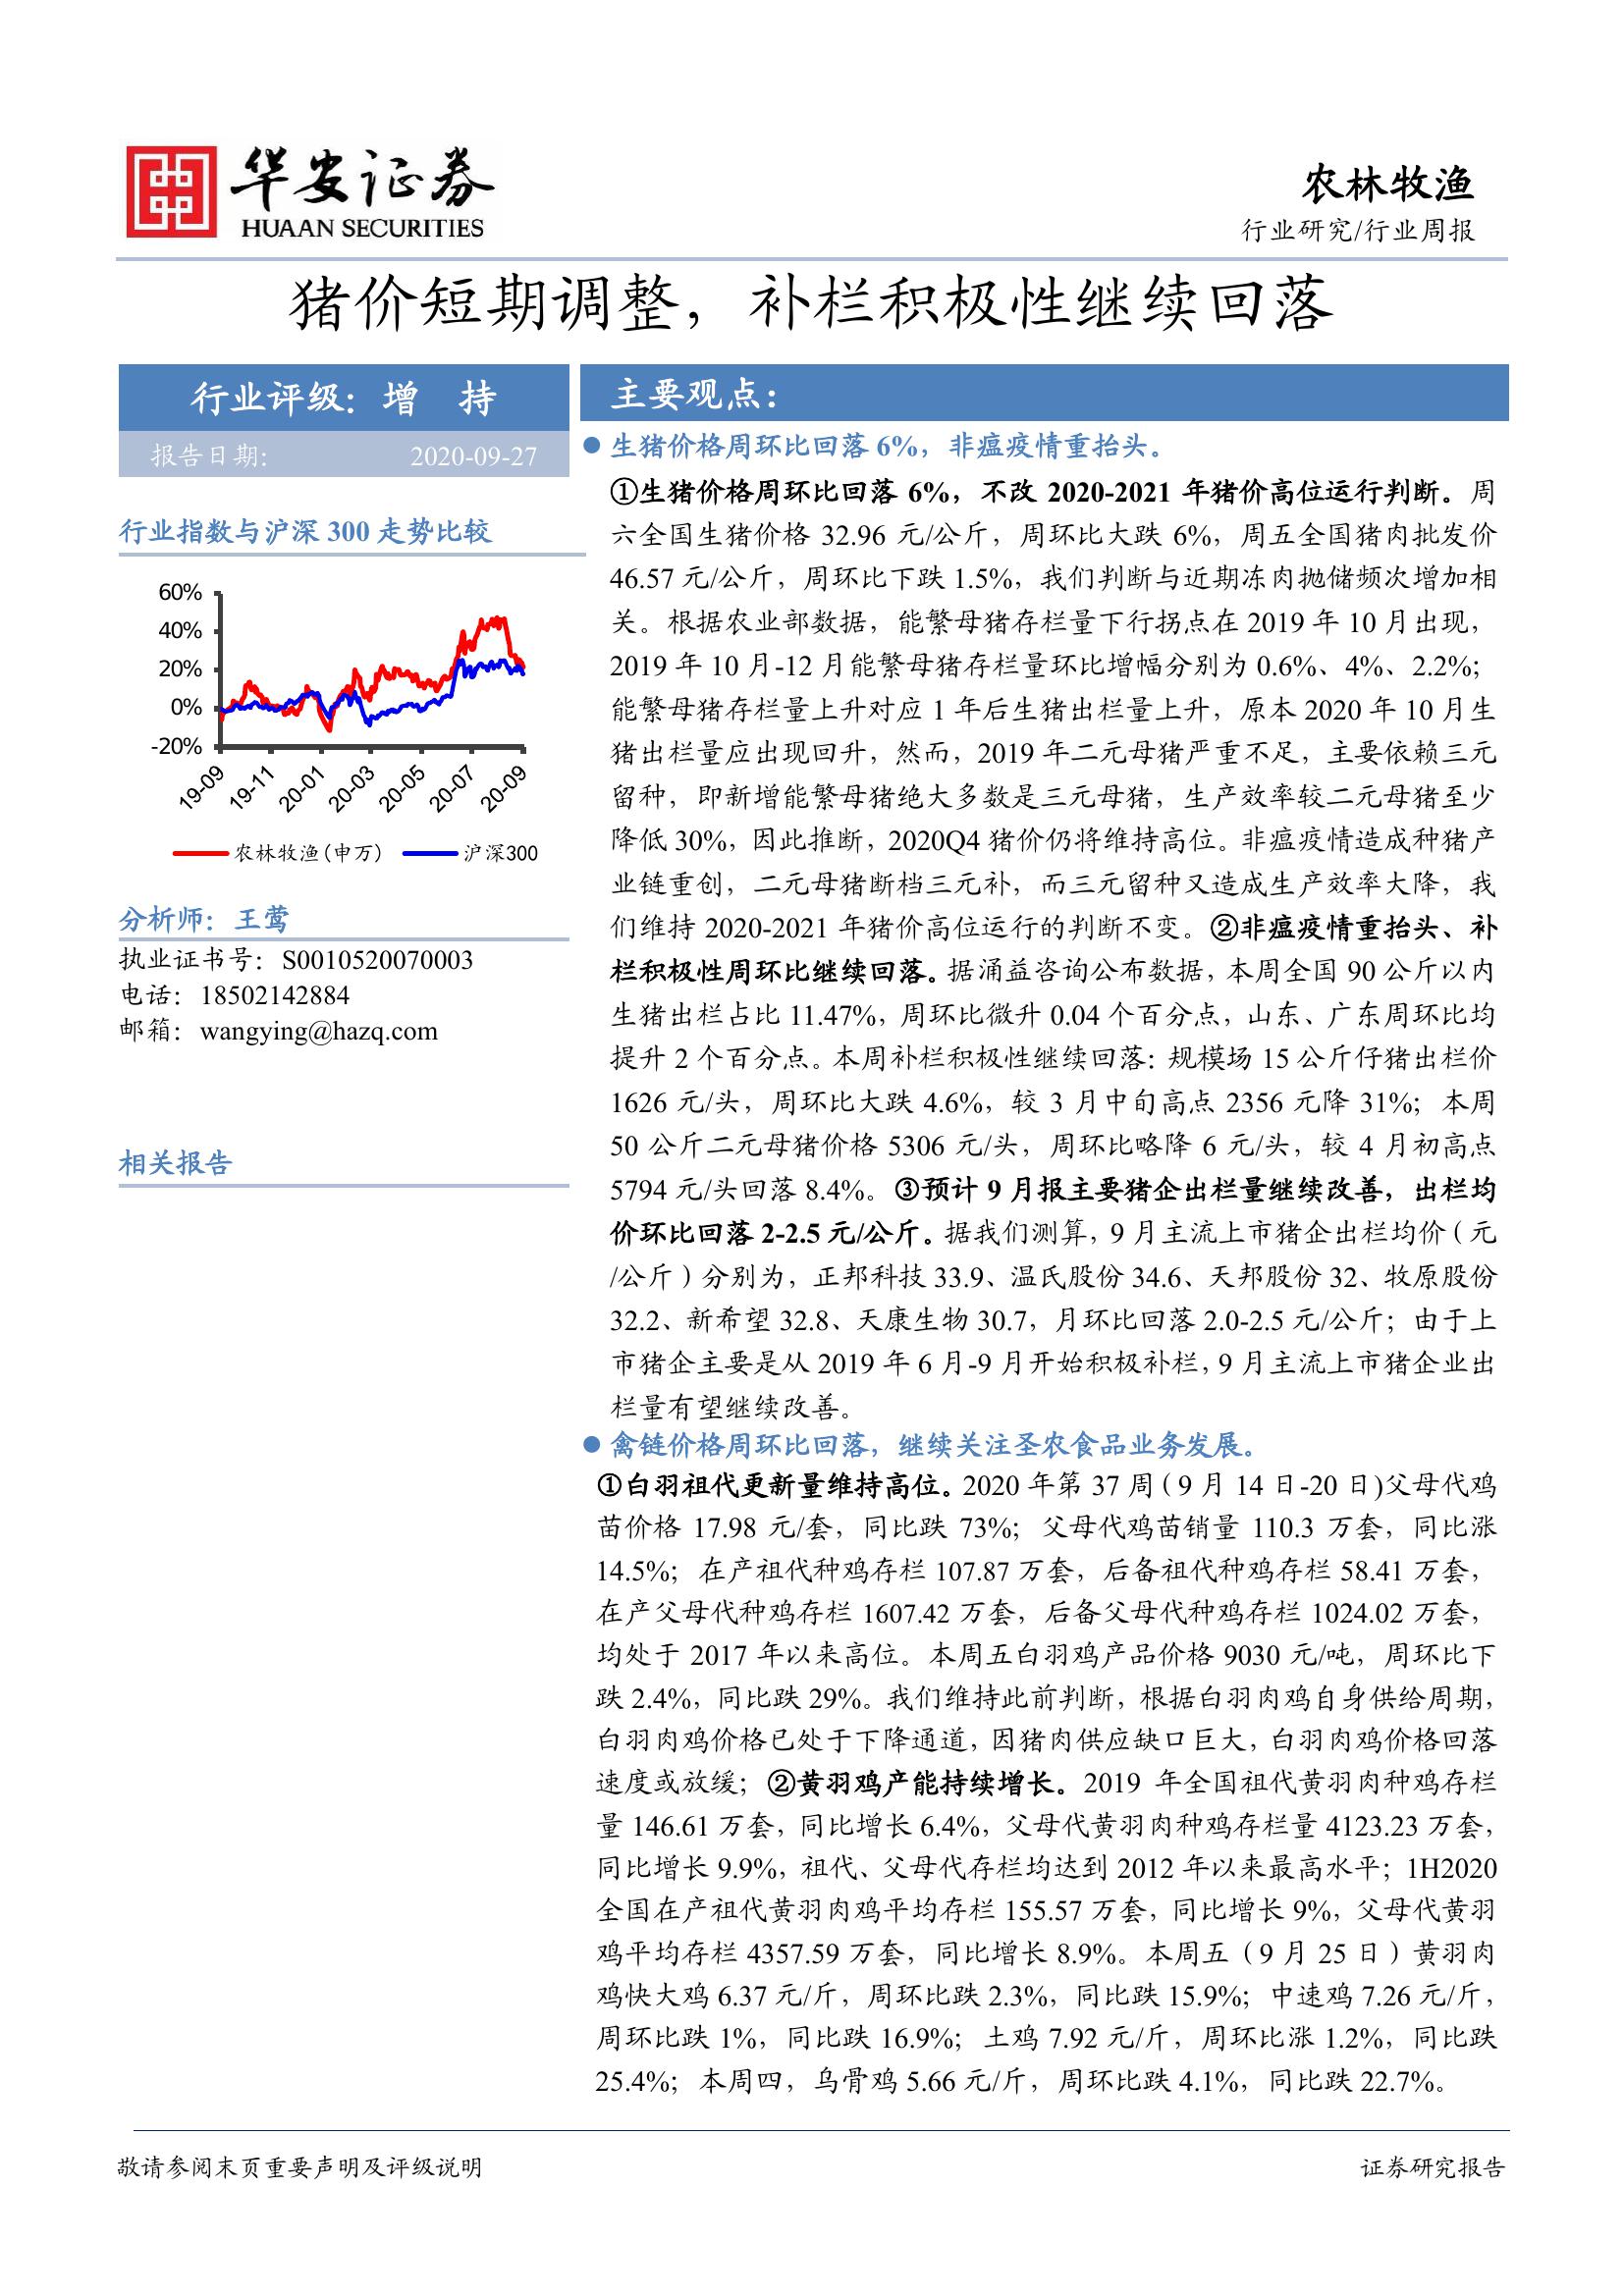 华安证券
HUAAN SECURITIES
农林牧渔
行业研究/行业周报
猪价短期调整，补栏积极性继续回落
行业评级：增 持
报告日期： 2020-09-27
行业指数与沪深 300 走势比较
60%
40%
20%
0%
-20%
19-09
19-11
20-01
20-03
20-05
20-07
20-09
农林牧渔(申万) 沪深300
分析师：王莺
执业证书号：S0010520070003
电话：18502142884
邮箱：wangying@hazq.com
相关报告
主要观点：
生猪价格周环比回落 6%，非瘟疫情重抬头。
①生猪价格周环比回落 6%，不改 2020-2021 年猪价高位运行判断。周
六全国生猪价格 32.96 元/公斤，周环比大跌 6%，周五全国猪肉批发价
46.57 元/公斤，周环比下跌 1.5%，我们判断与近期冻肉抛储频次增加相
关。根据农业部数据，能繁母猪存栏量下行拐点在 2019 年 10 月出现，
2019 年 10 月-12 月能繁母猪存栏量环比增幅分别为 0.6%、4%、2.2%；
能繁母猪存栏量上升对应 1 年后生猪出栏量上升，原本 2020 年 10 月生
猪出栏量应出现回升，然而，2019 年二元母猪严重不足，主要依赖三元
留种，即新增能繁母猪绝大多数是三元母猪，生产效率较二元母猪至少
降低 30%，因此推断，2020Q4 猪价仍将维持高位。非瘟疫情造成种猪产
业链重创，二元母猪断档三元补，而三元留种又造成生产效率大降，我
们维持 2020-2021 年猪价高位运行的判断不变。②非瘟疫情重抬头、补
栏积极性周环比继续回落。据涌益咨询公布数据，本周全国 90 公斤以内
生猪出栏占比 11.47%，周环比微升 0.04 个百分点，山东、广东周环比均
提升 2 个百分点。本周补栏积极性继续回落：规模场 15 公斤仔猪出栏价
1626 元/头，周环比大跌 4.6%，较 3 月中旬高点 2356 元降 31%；本周
50 公斤二元母猪价格 5306 元/头，周环比略降 6 元/头，较 4 月初高点
5794 元/头回落 8.4%。③预计 9 月报主要猪企出栏量继续改善，出栏均
价环比回落 2-2.5 元/公斤。据我们测算，9 月主流上市猪企出栏均价（元
/公斤）分别为，正邦科技 33.9、温氏股份 34.6、天邦股份 32、牧原股份
32.2、新希望 32.8、天康生物 30.7，月环比回落 2.0-2.5 元/公斤；由于上
市猪企主要是从 2019 年 6 月-9 月开始积极补栏，9 月主流上市猪企业出
栏量有望继续改善。
禽链价格周环比回落，继续关注圣农食品业务发展。
①白羽祖代更新量维持高位。2020 年第 37 周（9 月 14 日-20 日)父母代鸡
苗价格 17.98 元/套，同比跌 73%；父母代鸡苗销量 110.3 万套，同比涨
14.5%；在产祖代种鸡存栏 107.87 万套，后备祖代种鸡存栏 58.41 万套，
在产父母代种鸡存栏 1607.42 万套，后备父母代种鸡存栏 1024.02 万套，
均处于 2017 年以来高位。本周五白羽鸡产品价格 9030 元/吨，周环比下
跌 2.4%，同比跌 29%。我们维持此前判断，根据白羽肉鸡自身供给周期，
白羽肉鸡价格已处于下降通道，因猪肉供应缺口巨大，白羽肉鸡价格回落
速度或放缓；②黄羽鸡产能持续增长。2019 年全国祖代黄羽肉种鸡存栏
量 146.61 万套，同比增长 6.4%，父母代黄羽肉种鸡存栏量 4123.23 万套，
同比增长 9.9%，祖代、父母代存栏均达到 2012 年以来最高水平；1H2020
全国在产祖代黄羽肉鸡平均存栏 155.57 万套，同比增长 9%，父母代黄羽
鸡平均存栏 4357.59 万套，同比增长 8.9%。本周五（9 月 25 日）黄羽肉
鸡快大鸡 6.37 元/斤，周环比跌 2.3%，同比跌 15.9%；中速鸡 7.26 元/斤，
周环比跌 1%，同比跌 16.9%；土鸡 7.92 元/斤，周环比涨 1.2%，同比跌
25.4%；本周四，乌骨鸡 5.66 元/斤，周环比跌 4.1%，同比跌 22.7%。
敬请参阅末页重要声明及评级说明
证券研究报告